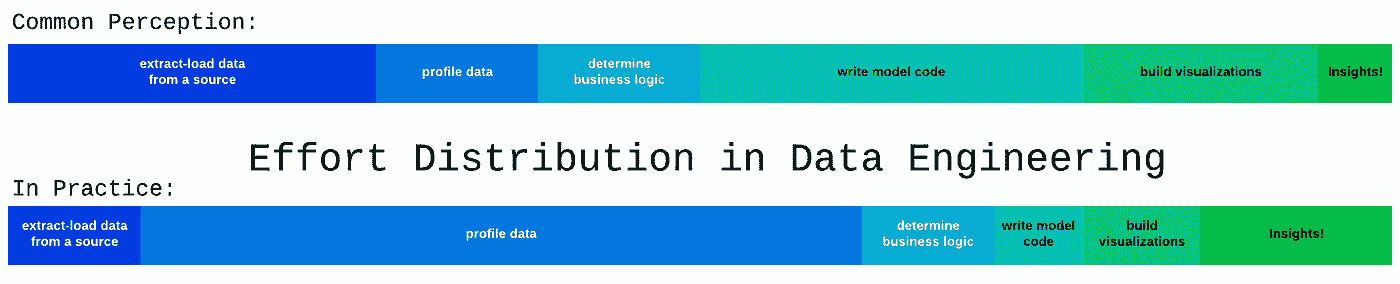 Common Perception:
extract-load data
from a source
profile data
determine
business logic
write model code
build visualizations
Insights!
Effort Distribution in Data Engineering
In Practice:
extract-load data
from a source
profile data
determine
business logic
write model
code
build
visualizations
Insights!